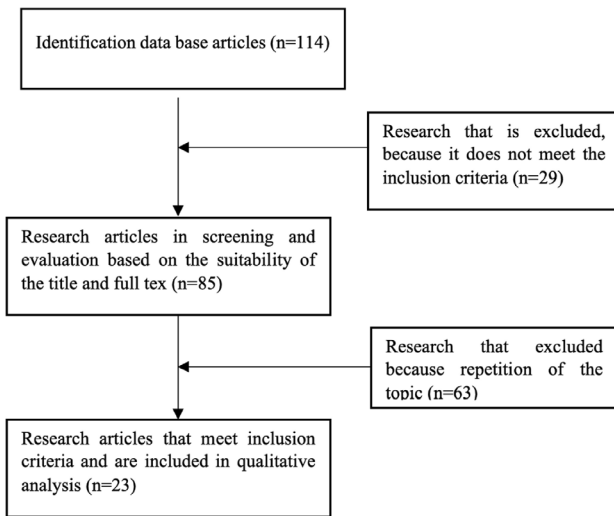 Identification data base articles (n=114)
Research that is excluded,
because it does not meet the
inclusion criteria (n=29)
Research articles in screening and
evaluation based on the suitability of
the title and full tex (n=85)
Research that excluded
because repetition of the
topic (n=63)
Research articles that meet inclusion
criteria and are included in qualitative
analysis (n=23)